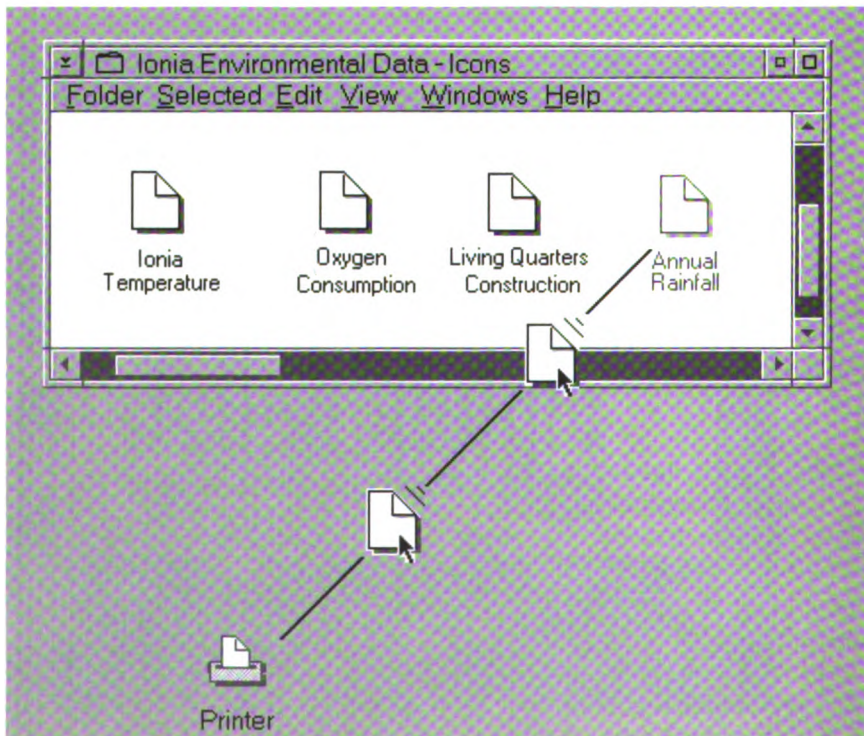 Ionia Environmental Data - Icons
Folder Selected Edit View Windows Help
Ionia
Temperature
Oxygen
Consumption
Living Quarters
Construction
Annual
Rainfall
Printer